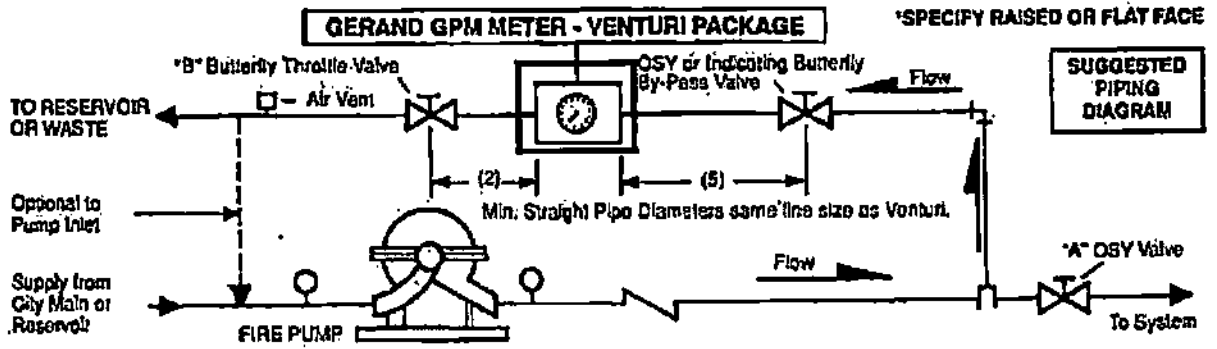 GERAND GPM METER - VENTURI PACKAGE
*SPECIFY RAISED OR FLAT FACE
"B" Butterfly Throttle Valve
OSY or Indicating Butterfly
By-Pass Valve
Flow
SUGGESTED
PIPING
DIAGRAM
Air Vent
TO RESERVOIR
OR WASTE
(2)
(5)
Min. Straight Pipe Diameters same line size as Venturi.
Optional to
Pump Inlet
"A" OSY Valve
Flow
Supply from
City Main or
Reservoir
FIRE PUMP
To System